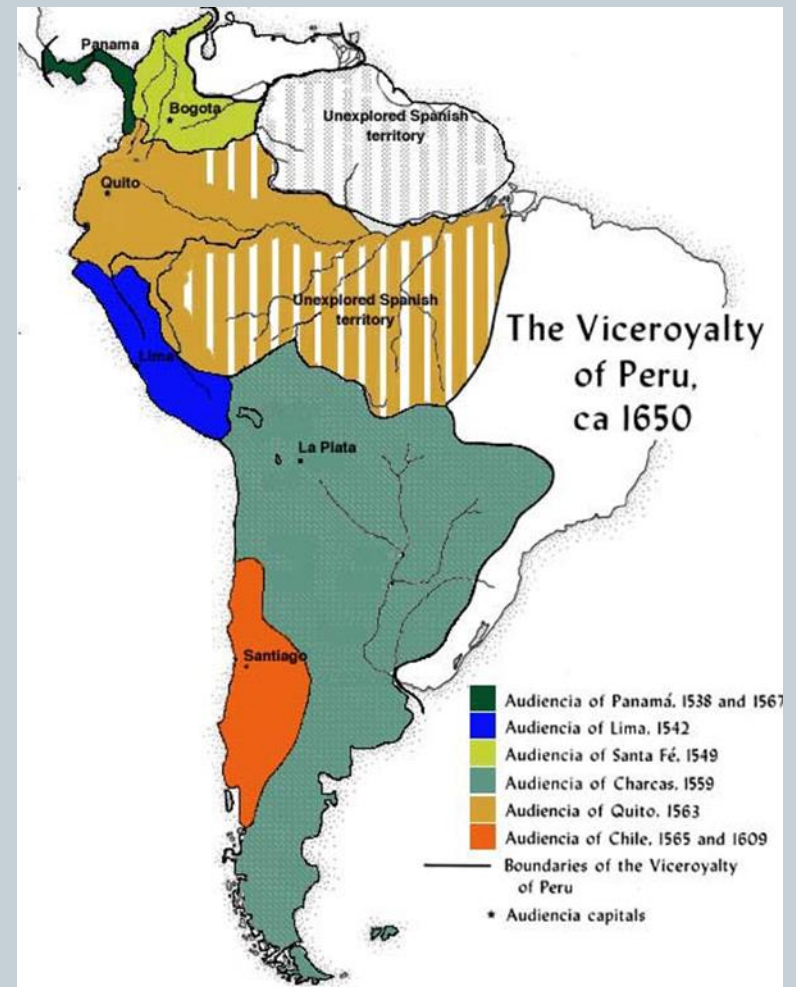 Panama
Bogota
Unexplored Spanish
territory
Quito
Unexplored Spanish
territory
The Viceroyalty
of Peru,
ca 1650
Lima
La Plata
Santiago
Audiencia of Panamá, 1538 and 1567
Audiencia of Lima, 1542
Audiencia of Santa Fé, 1549
Audiencia of Charcas, 1559
Audiencia of Quito, 1563
Audiencia of Chile, 1565 and 1609
Boundaries of the Viceroyalty
of Peru
* Audiencia capitals